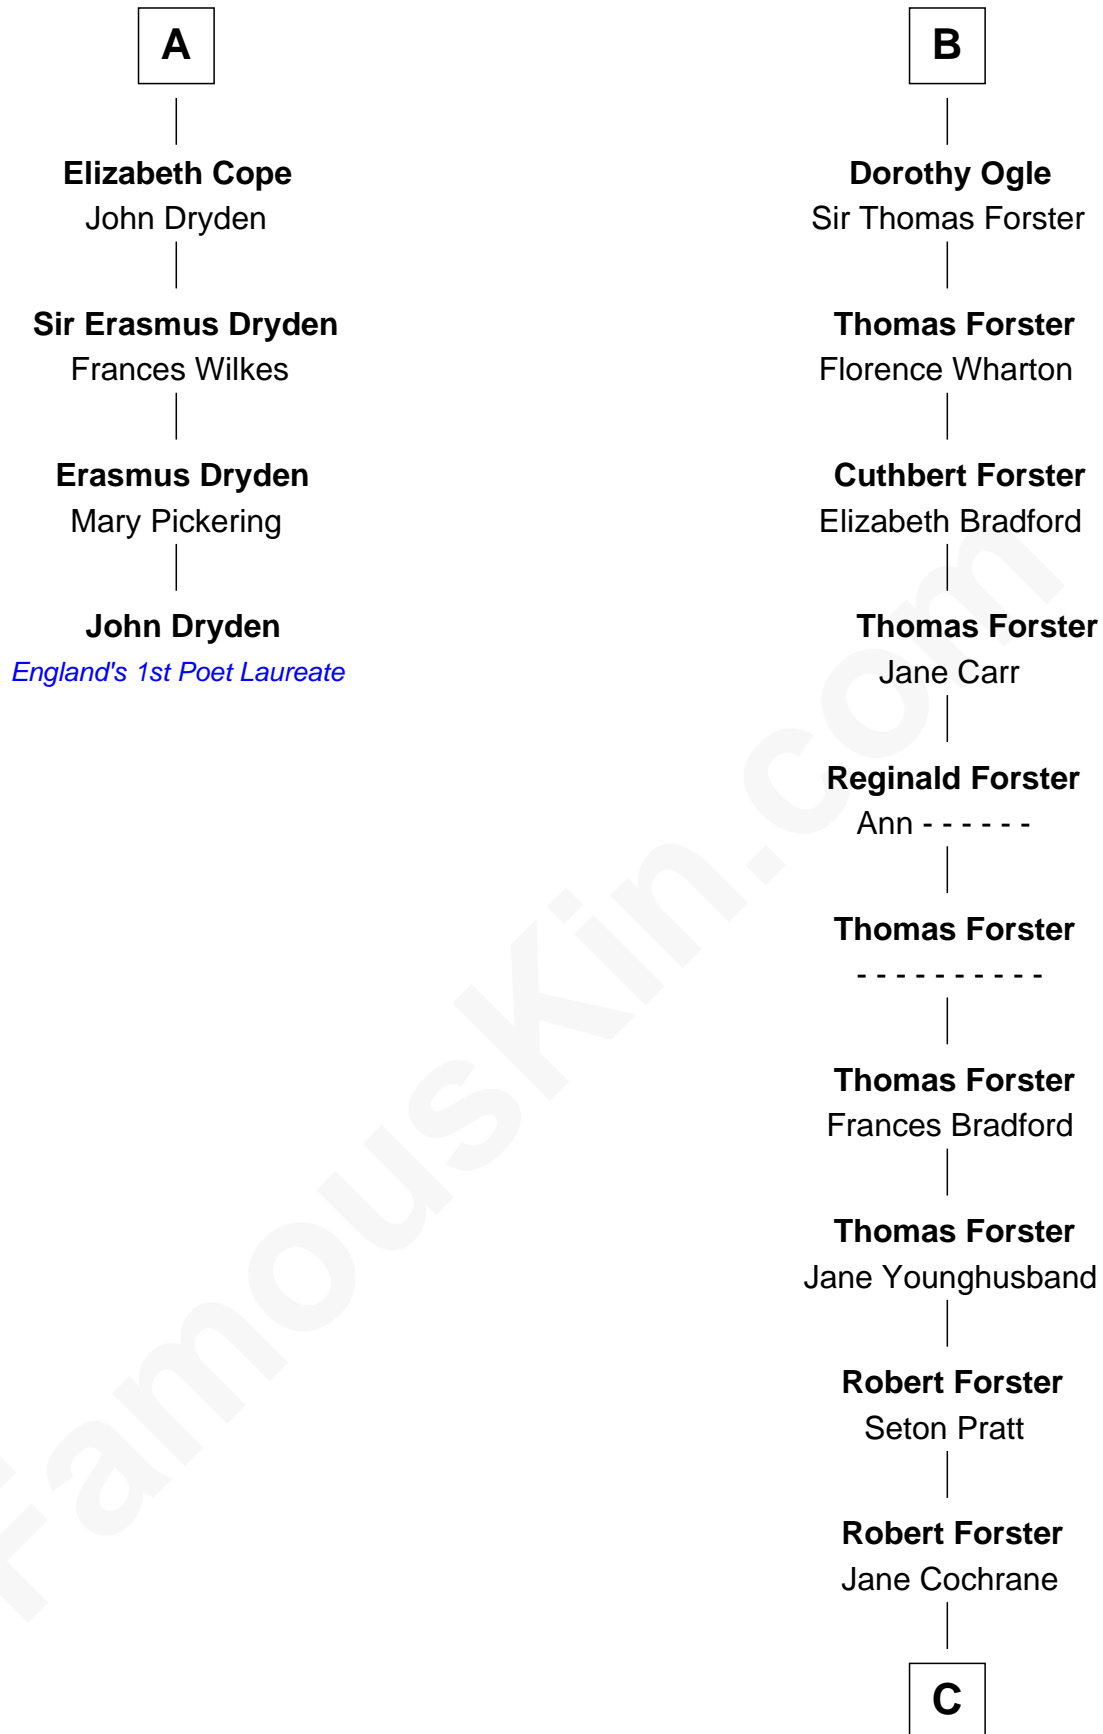 A
Elizabeth Cope
John Dryden
Sir Erasmus Dryden
Frances Wilkes
Erasmus Dryden
Mary Pickering
John Dryden
England's 1st Poet Laureate
B
Dorothy Ogle
Sir Thomas Forster
Thomas Forster
Florence Wharton
Cuthbert Forster
Elizabeth Bradford
Thomas Forster
Jane Carr
Reginald Forster
Ann - - - - - -
Thomas Forster
- - - - - - - - - -
Thomas Forster
Frances Bradford
Thomas Forster
Jane Younghusband
Robert Forster
Seton Pratt
Robert Forster
Jane Cochrane
C
FamousKin.com